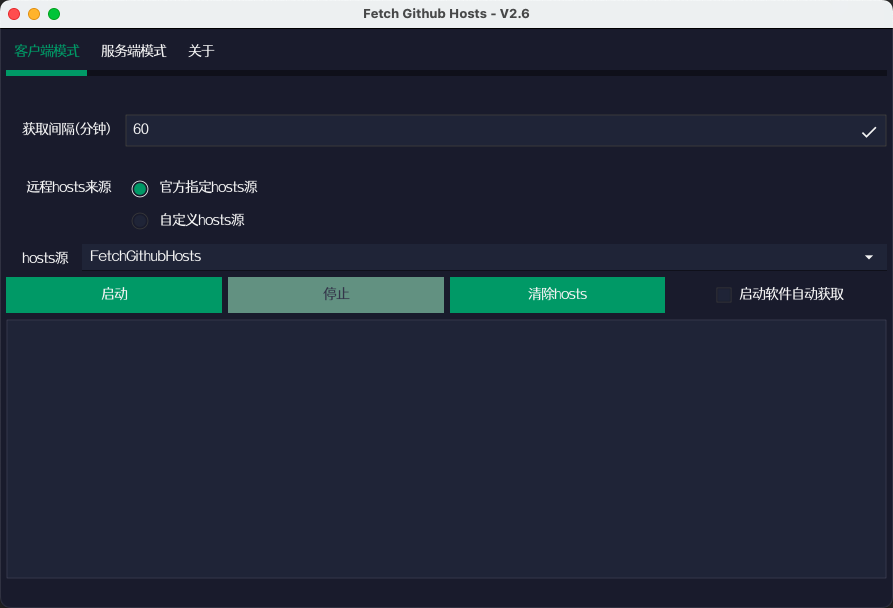 Fetch Github Hosts - V2.6
客户端模式 服务端模式 关于
获取间隔(分钟) 60
远程hosts来源 官方指定hosts源
自定义hosts源
hosts源 FetchGithubHosts
启动 停止 清除hosts 启动软件自动获取